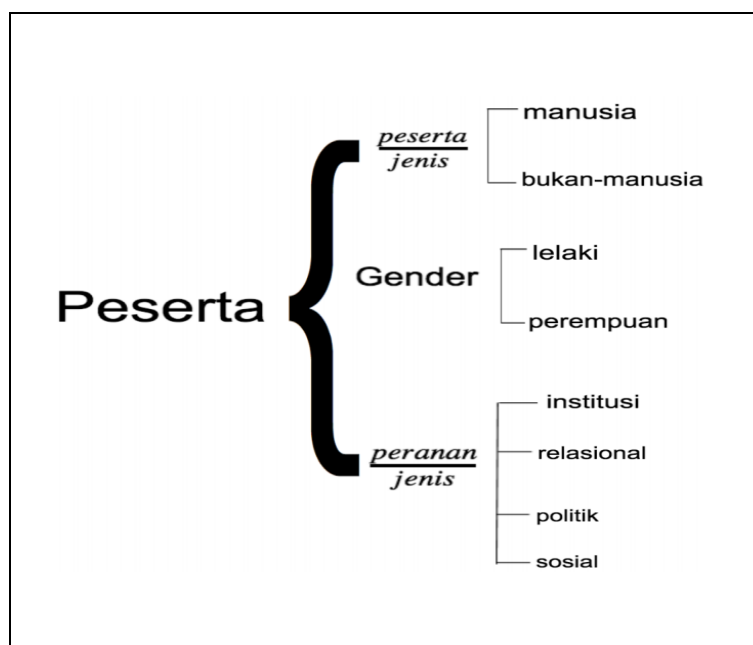 Peserta
peserta
jenis
manusia
bukan-manusia
Gender
lelaki
perempuan
peranan
jenis
institusi
relasional
politik
sosial